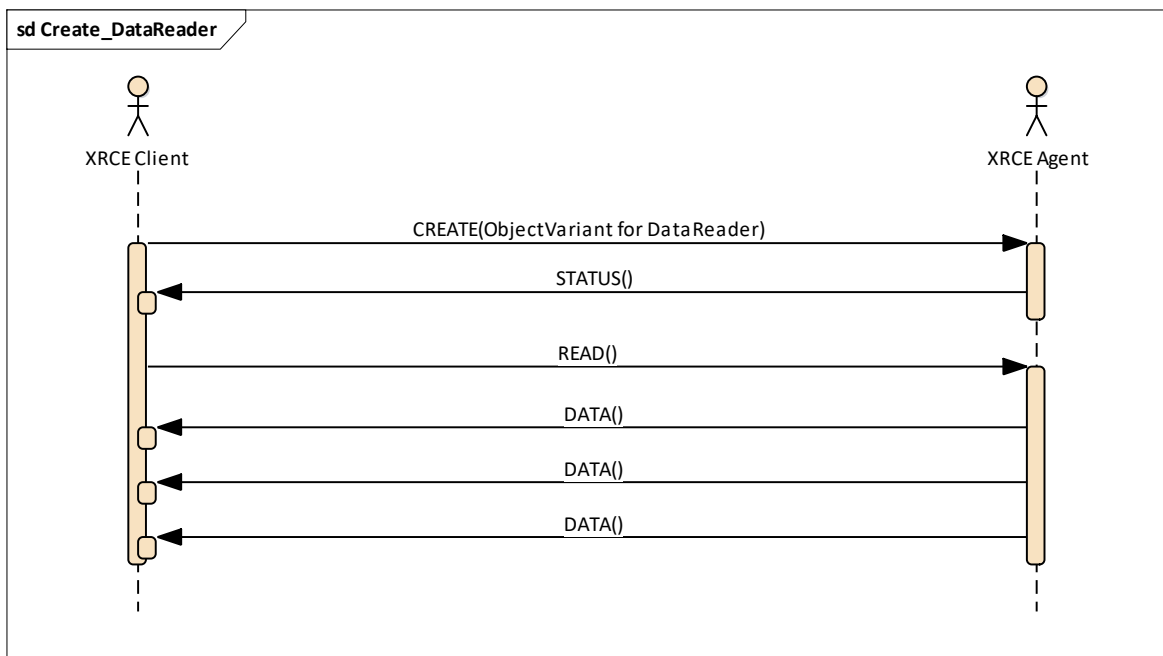 sd Create_DataReader
XRCE Client
XRCE Agent
CREATE(ObjectVariant for DataReader)
STATUS()
READ()
DATA()
DATA()
DATA()